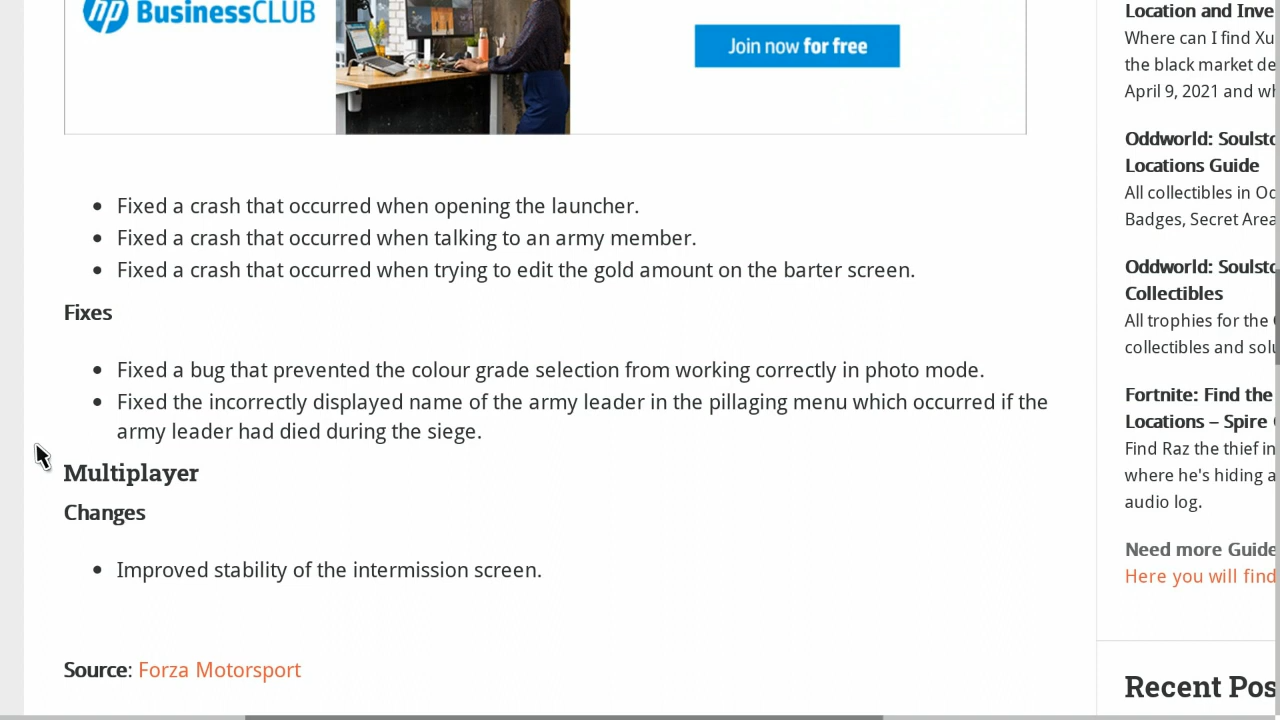 hp BusinessCLUB
Join now for free
Fixed a crash that occurred when opening the launcher.
Fixed a crash that occurred when talking to an army member.
Fixed a crash that occurred when trying to edit the gold amount on the barter screen.
Fixes
Fixed a bug that prevented the colour grade selection from working correctly in photo mode.
Fixed the incorrectly displayed name of the army leader in the pillaging menu which occurred if the
army leader had died during the siege.
Multiplayer
Changes
Improved stability of the intermission screen.
Source: Forza Motorsport
Location and Inve
Where can I find Xu
the black market de
April 9, 2021 and wh
Oddworld: Soulsto
Locations Guide
All collectibles in Od
Badges, Secret Area
Oddworld: Soulsto
Collectibles
All trophies for the
collectibles and solu
Fortnite: Find the
Locations – Spire
Find Raz the thief in
where he's hiding a
audio log.
Need more Guide
Here you will find
Recent Pos